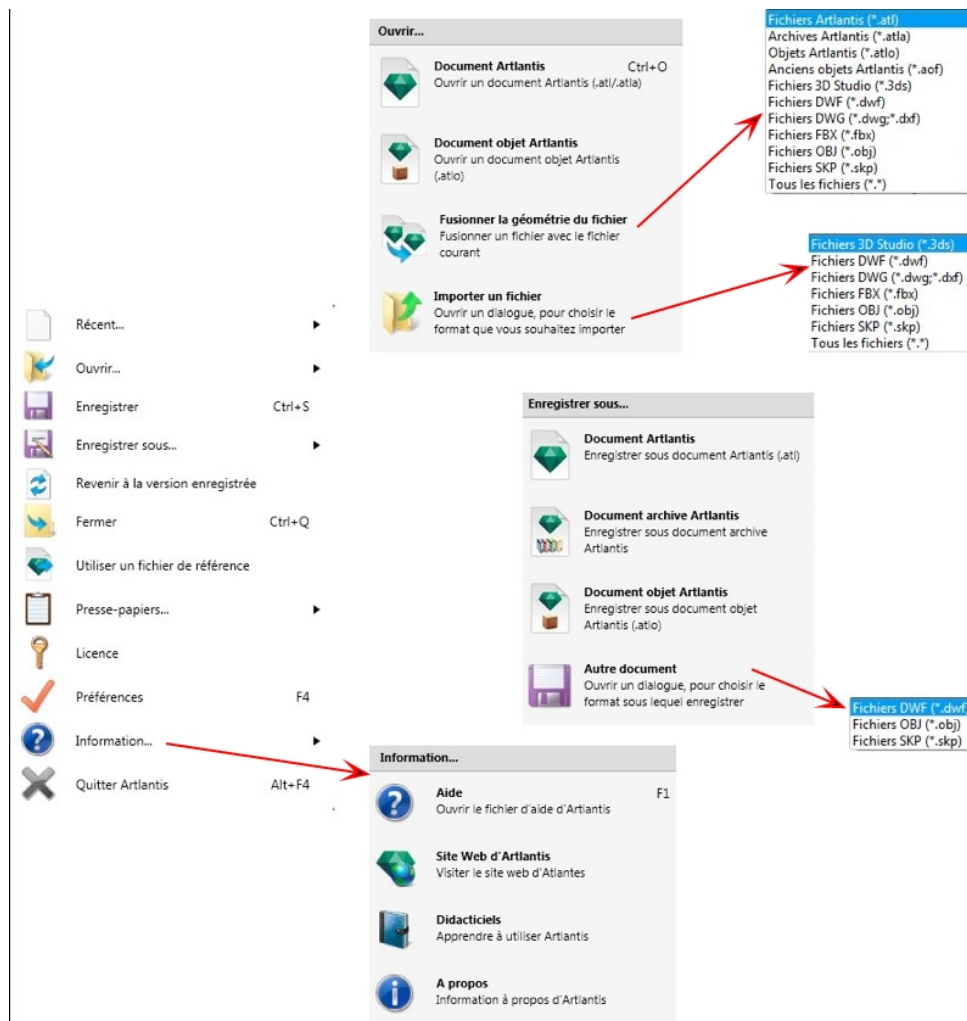 Ouvrir...
Document Artlantis Ctrl+O
Ouvrir un document Artlantis (.atl/.atla)
Document objet Artlantis
Ouvrir un document objet Artlantis
(.atlo)
Fusionner la géométrie du fichier
Fusionner un fichier avec le fichier
courant
Importer un fichier
Ouvrir un dialogue, pour choisir le
format que vous souhaitez importer
Fichiers Artlantis (*.atl)
Archives Artlantis (*.atla)
Objets Artlantis (*.atlo)
Anciens objets Artlantis (*.aof)
Fichiers 3D Studio (*.3ds)
Fichiers DWF (*.dwf)
Fichiers DWG (*.dwg;*.dxf)
Fichiers FBX (*.fbx)
Fichiers OBJ (*.obj)
Fichiers SKP (*.skp)
Tous les fichiers (*.*)
Fichiers 3D Studio (*.3ds)
Fichiers DWF (*.dwf)
Fichiers DWG (*.dwg;*.dxf)
Fichiers FBX (*.fbx)
Fichiers OBJ (*.obj)
Fichiers SKP (*.skp)
Tous les fichiers (*.*)
Récent...
Ouvrir...
Enregistrer Ctrl+S
Enregistrer sous...
Revenir à la version enregistrée
Fermer Ctrl+Q
Utiliser un fichier de référence
Presse-papiers...
Licence
Préférences F4
Information...
Quitter Artlantis Alt+F4
Enregistrer sous...
Document Artlantis
Enregistrer sous document Artlantis (.atl)
Document archive Artlantis
Enregistrer sous document archive
Artlantis
Document objet Artlantis
Enregistrer sous document objet
Artlantis (.atlo)
Autre document
Ouvrir un dialogue, pour choisir le
format sous lequel enregistrer
Fichiers DWF (*.dwf
Fichiers OBJ (*.obj)
Fichiers SKP (*.skp)
Information...
Aide F1
Ouvrir le fichier d'aide d'Artlantis
Site Web d'Artlantis
Visiter le site web d'Atlantes
Didacticiels
Apprendre à utiliser Artlantis
A propos
Information à propos d'Artlantis